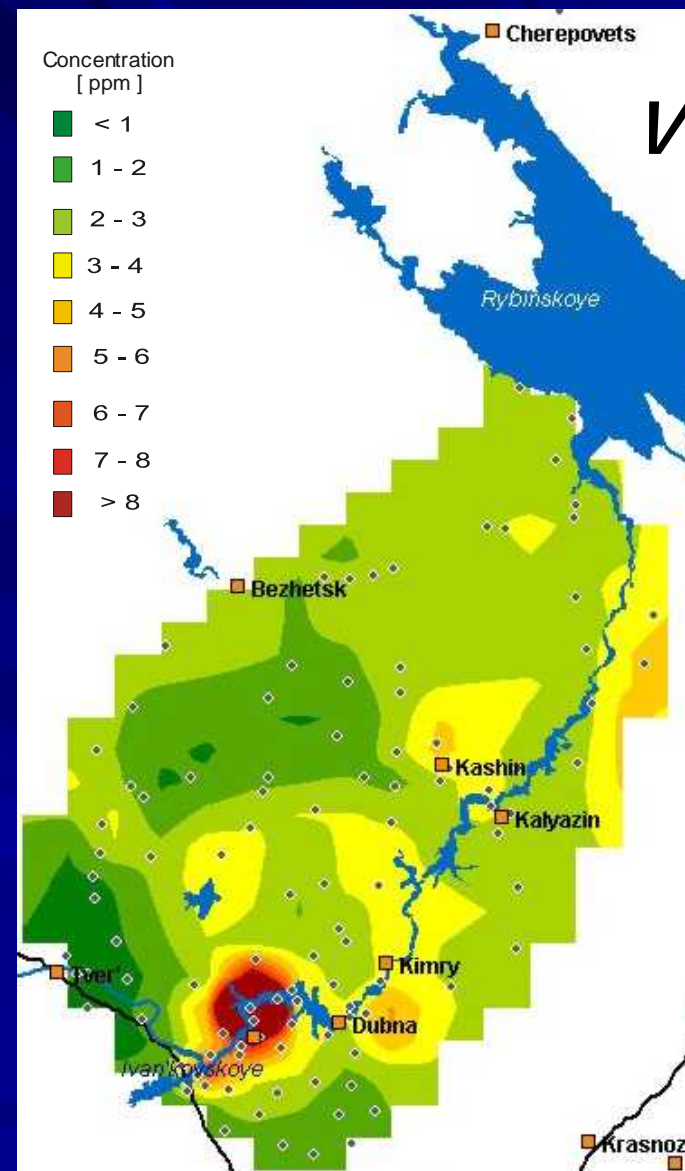 Concentration
[ ppm ]
< 1
1 - 2
2 - 3
3 - 4
4 - 5
5 - 6
6 - 7
7 - 8
> 8
Cherepovets
V
Rybinskoye
Bezhetsk
Kashin
Kalyazin
Tver'
Kimry
Dubna
Ivan'kovskoye
Krasnoz